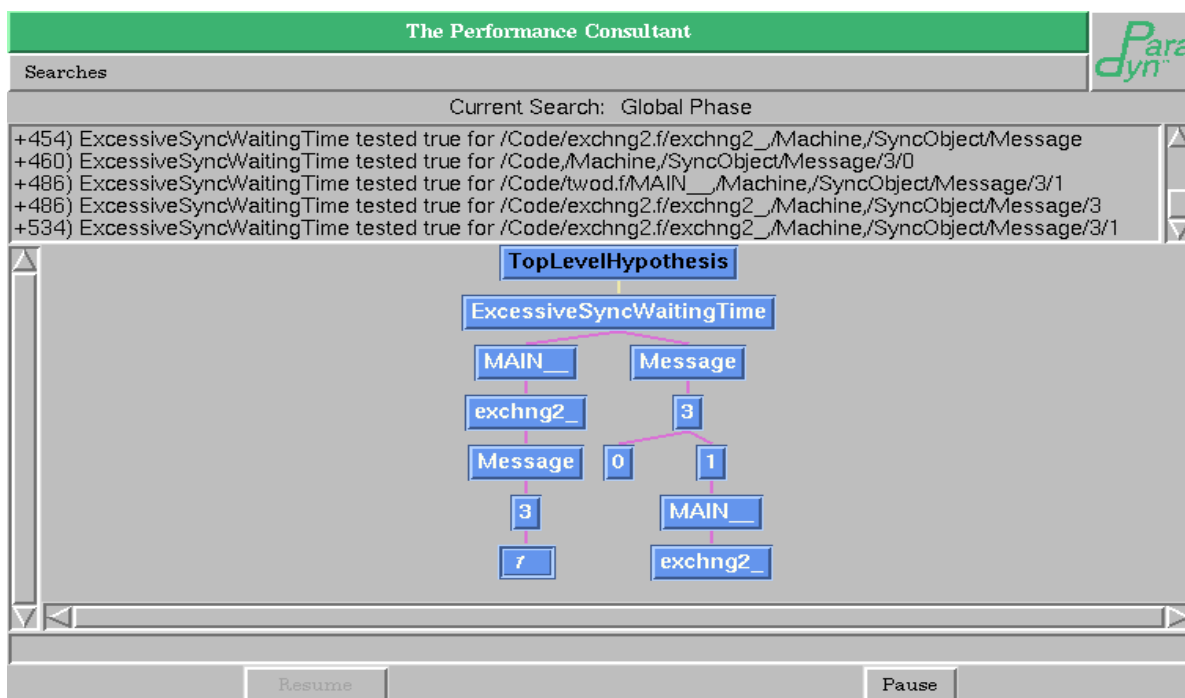 The Performance Consultant
Para
dyn™
Searches
Current Search: Global Phase
+454) ExcessiveSyncWaitingTime tested true for /Code/exchng2.f/exchng2_,/Machine,/SyncObject/Message
+460) ExcessiveSyncWaitingTime tested true for /Code,/Machine,/SyncObject/Message/3/0
+486) ExcessiveSyncWaitingTime tested true for /Code/twod.f/MAIN__,/Machine,/SyncObject/Message/3/1
+486) ExcessiveSyncWaitingTime tested true for /Code/exchng2.f/exchng2_,/Machine,/SyncObject/Message/3
+534) ExcessiveSyncWaitingTime tested true for /Code/exchng2.f/exchng2_,/Machine,/SyncObject/Message/3/1
TopLevelHypothesis
ExcessiveSyncWaitingTime
MAIN__ Message
exchng2_ 3
Message 0 1
3 MAIN__
1 exchng2_
Resume Pause